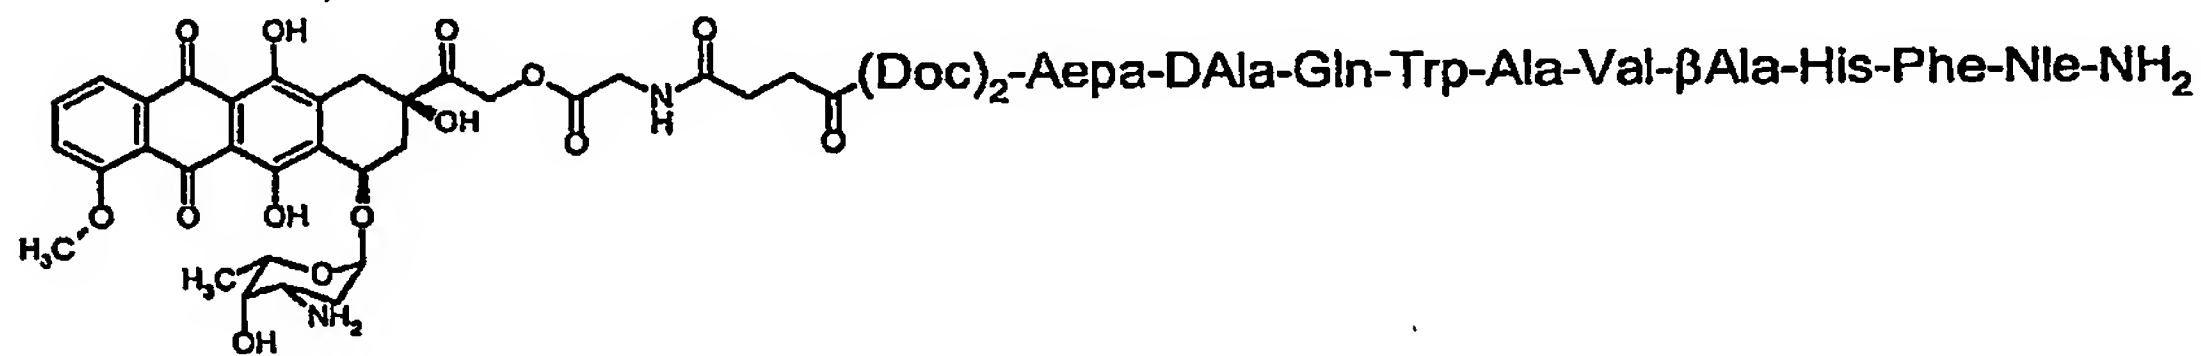 O OH O O (Doc)₂-Aepa-DAla-Gln-Trp-Ala-Val-βAla-His-Phe-Nle-NH₂
O
OH O N H O
O O OH O
H₃C
H₃C O
NH₂
OH